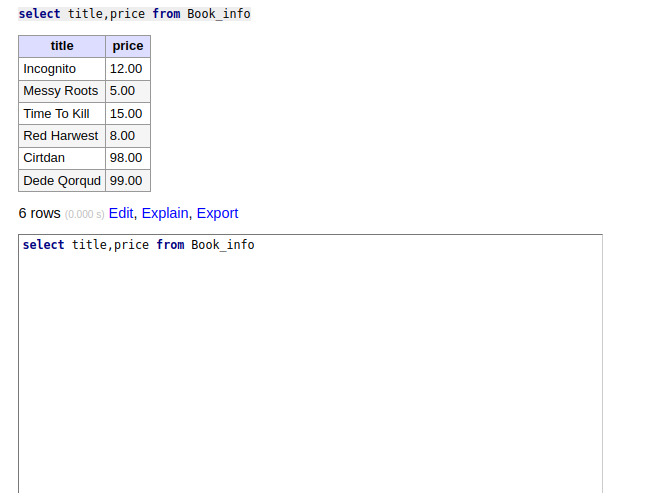 select title,price from Book_info
title price
Incognito 12.00
Messy Roots 5.00
Time To Kill 15.00
Red Harwest 8.00
Cirtdan 98.00
Dede Qorqud 99.00
6 rows (0.000 s) Edit, Explain, Export
select title,price from Book_info